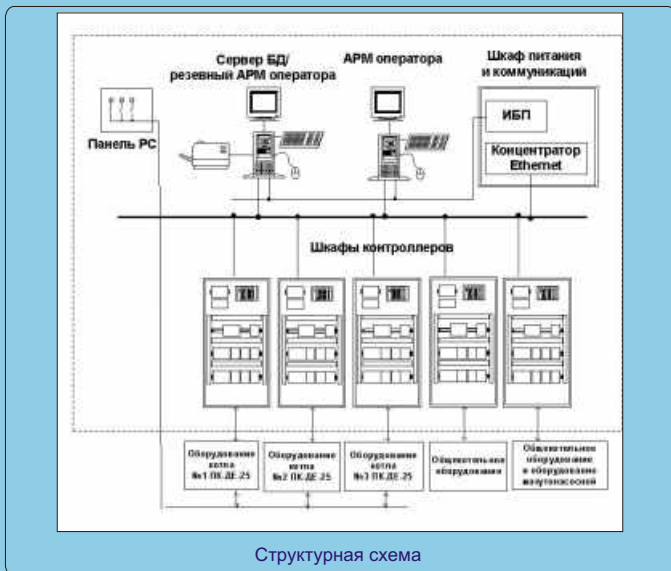 Сервер БД/
резевный АРМ оператора
АРМ оператора
Шкаф питания
и коммуникаций
Панель РС
ИБП
Концентратор
Ethernet
Шкафы контроллеров
Оборудование
котла
№1 ПК.ДЕ.25
Оборудование
котла
№2 ПК.ДЕ.25
Оборудование
котла
№3 ПК.ДЕ.25
Общекотельное
оборудование
Общекотельное
оборудование
и оборудование
мазутонасосной
Структурная схема